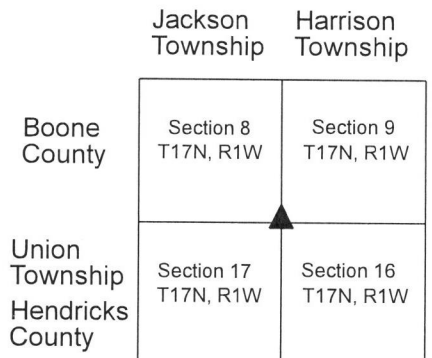 Jackson
Township
Harrison
Township
Boone
County
Section 8
T17N, R1W
Section 9
T17N, R1W
Union
Township
Hendricks
County
Section 17
T17N, R1W
Section 16
T17N, R1W